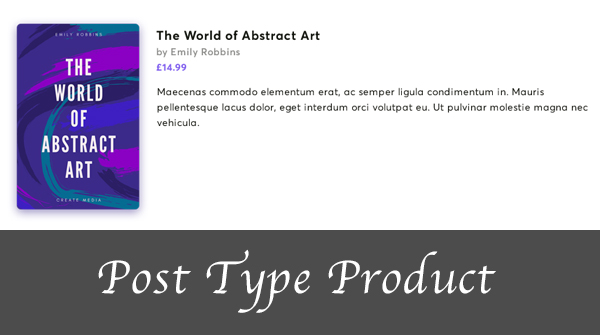 EMILY ROBBINS
THE
WORLD
OF
ABSTRACT
ART
CREATE MEDIA
The World of Abstract Art
by Emily Robbins
£14.99
Maecenas commodo elementum erat, ac semper ligula condimentum in. Mauris
pellentesque lacus dolor, eget interdum orci volutpat eu. Ut pulvinar molestie magna nec
vehicula.
Post Type Product